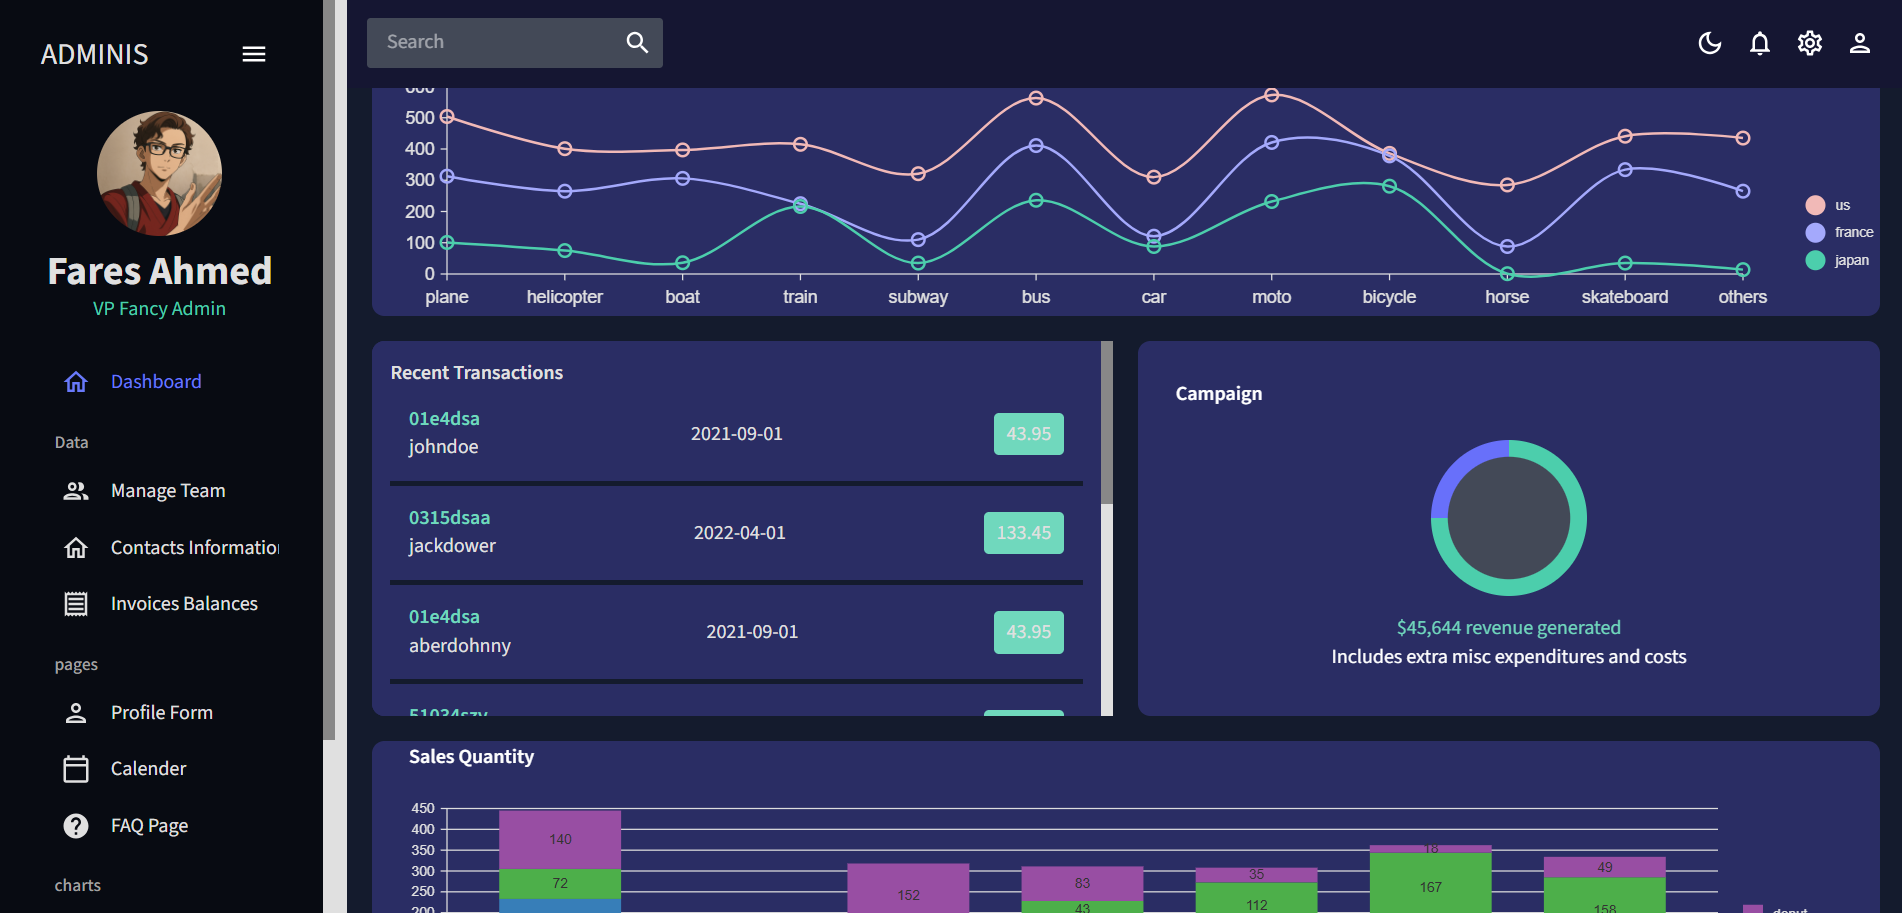 ADMINIS
Search
Fares Ahmed
VP Fancy Admin
Dashboard
Data
Manage Team
Contacts Informatio
Invoices Balances
pages
Profile Form
Calender
FAQ Page
charts
600
500
400
300
200
100
0
plane helicopter boat train subway bus car moto bicycle horse skateboard others
us
france
japan
Recent Transactions
01e4dsa
johndoe
2021-09-01
43.95
0315dsaa
jackdower
2022-04-01
133.45
01e4dsa
aberdohnny
2021-09-01
43.95
51034szv
Campaign
$45,644 revenue generated
Includes extra misc expenditures and costs
Sales Quantity
450
400
350
300
250
200
140
72
152
83
43
35
112
18
167
49
158
donut